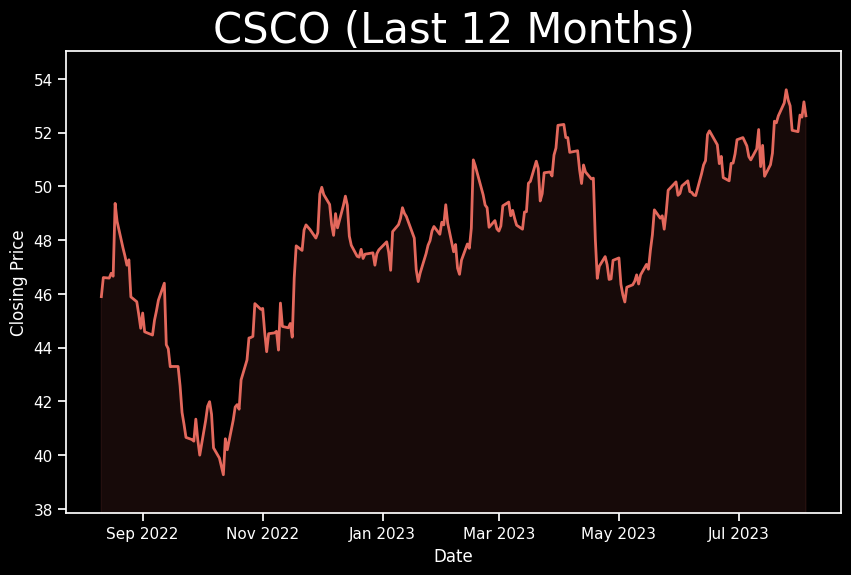 CSCO (Last 12 Months)
Closing Price
54
52
50
48
46
44
42
40
38
Sep 2022
Nov 2022
Jan 2023
Mar 2023
May 2023
Jul 2023
Date